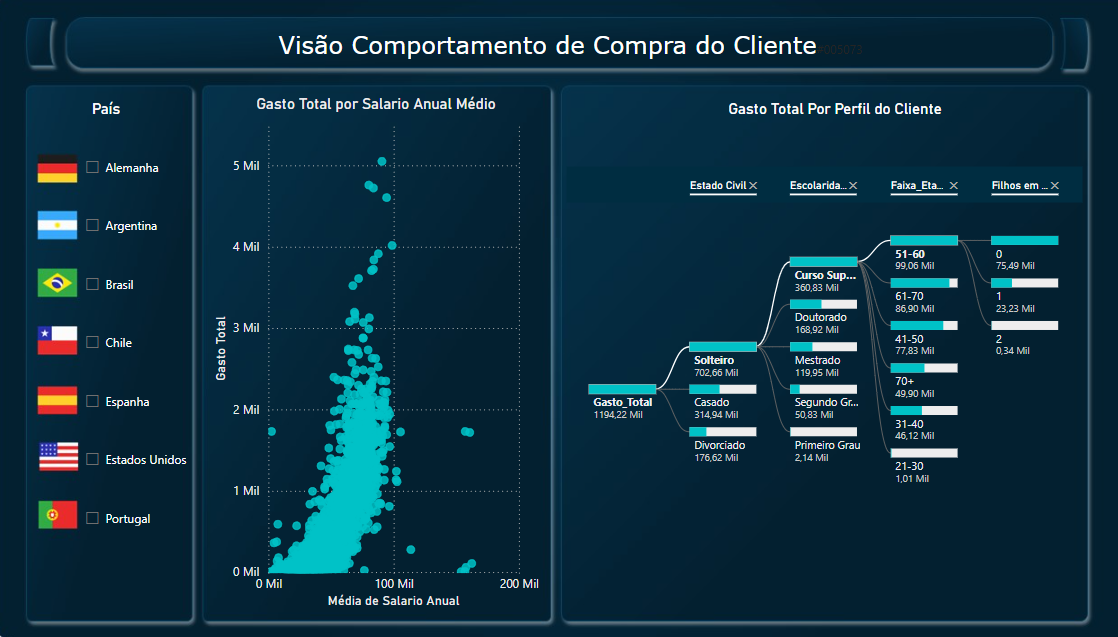 Visão Comportamento de Compra do Cliente
País
Alemanha
Argentina
Brasil
Chile
Espanha
Estados Unidos
Portugal
Gasto Total por Salario Anual Médio
Gasto Total
5 Mil
4 Mil
3 Mil
2 Mil
1 Mil
0 Mil
0 Mil
100 Mil
200 Mil
Média de Salario Anual
Gasto Total Por Perfil do Cliente
Estado Civil
Escolarida...
Faixa_Eta...
Filhos em ...
Gasto_Total
1194,22 Mil
Solteiro
702,66 Mil
Casado
314,94 Mil
Divorciado
176,62 Mil
Curso Sup...
360,83 Mil
Doutorado
168,92 Mil
Mestrado
119,95 Mil
Segundo Gr...
50,83 Mil
Primeiro Grau
2,14 Mil
51-60
99,06 Mil
61-70
86,90 Mil
41-50
77,83 Mil
70+
49,90 Mil
31-40
46,12 Mil
21-30
1,01 Mil
0
75,49 Mil
1
23,23 Mil
2
0,34 Mil